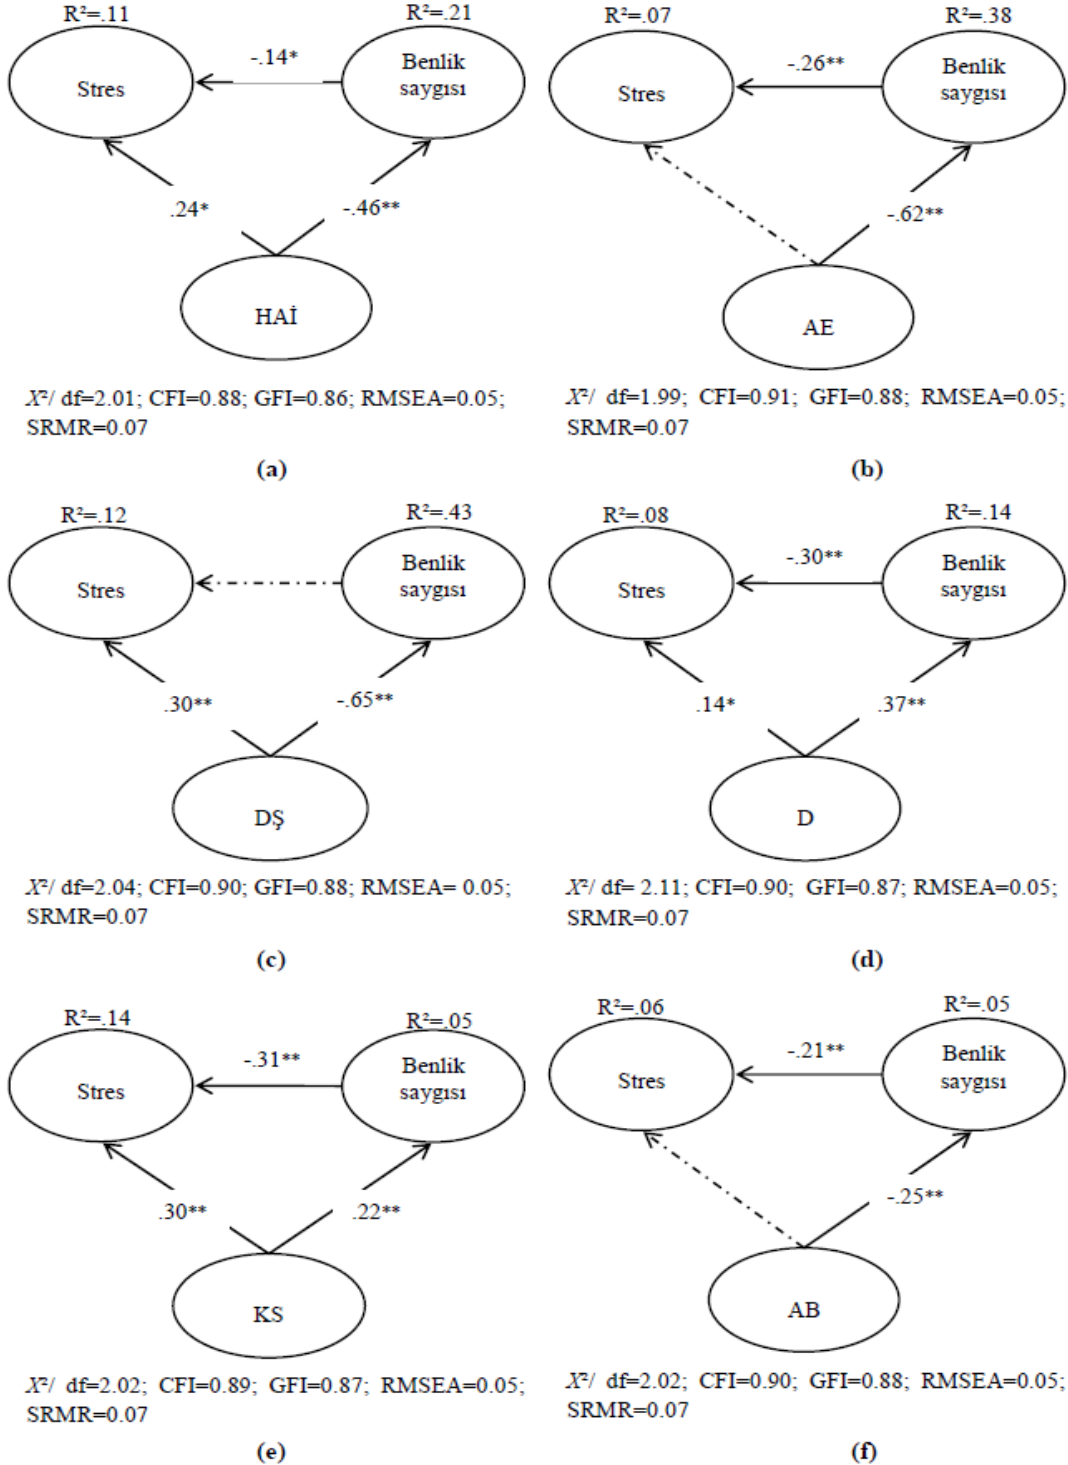 R²=.11
R²=.21
-.14*
Stres
Benlik
saygısı
.24*
-.46**
HAİ
X²/ df=2.01; CFI=0.88; GFI=0.86; RMSEA=0.05;
SRMR=0.07
(a)
R²=.07
R²=.38
-.26**
Stres
Benlik
saygısı
-.62**
AE
X²/ df=1.99; CFI=0.91; GFI=0.88; RMSEA=0.05;
SRMR=0.07
(b)
R²=.12
R²=.43
Stres
Benlik
saygısı
.30**
-.65**
DŞ
X²/ df=2.04; CFI=0.90; GFI=0.88; RMSEA= 0.05;
SRMR=0.07
(c)
R²=.08
R²=.14
-.30**
Stres
Benlik
saygısı
.14*
.37**
D
X²/ df= 2.11; CFI=0.90; GFI=0.87; RMSEA=0.05;
SRMR=0.07
(d)
R²=.14
R²=.05
-.31**
Stres
Benlik
saygısı
.30**
.22**
KS
X²/ df=2.02; CFI=0.89; GFI=0.87; RMSEA=0.05;
SRMR=0.07
(e)
R²=.06
R²=.05
-.21**
Stres
Benlik
saygısı
-.25**
AB
X²/ df=2.02; CFI=0.90; GFI=0.88; RMSEA=0.05;
SRMR=0.07
(f)